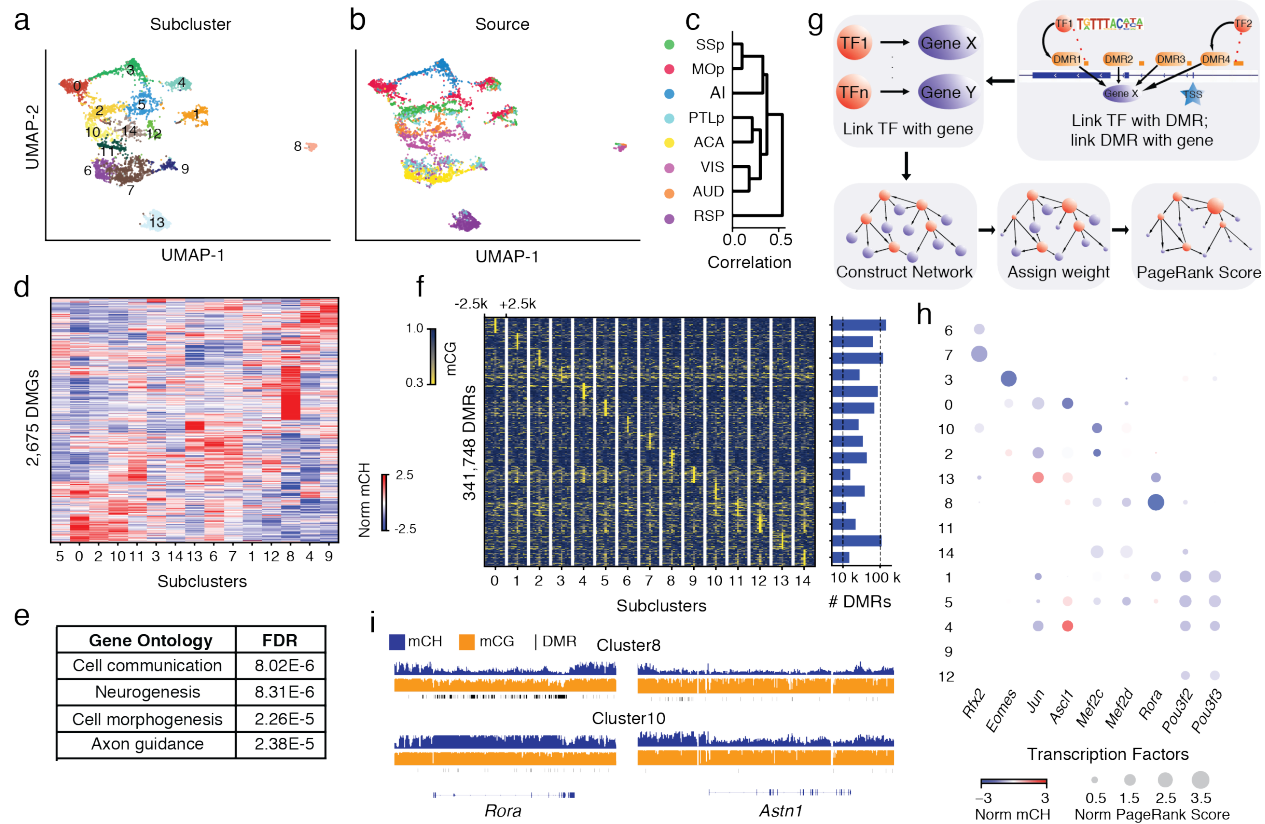 a
Subcluster
UMAP-2
UMAP-1
0
3
4
2
5
1
10
14
12
11
8
6
9
7
13
b
Source
UMAP-1
c
SSp
MOp
AI
PTLp
ACA
VIS
AUD
RSP
0.0 0.5
Correlation
g
TF1
Gene X
TFn
Gene Y
Link TF with gene
TF1
TF2
DMR1
DMR2
DMR3
DMR4
Gene X
TSS
Link TF with DMR;
link DMR with gene
Construct Network
Assign weight
PageRank Score
d
2,675 DMGs
5 0 2 10 11 3 14 13 6 7 1 12 8 4 9
Subclusters
2.5
-2.5
Norm mCH
e
Gene Ontology FDR
Cell communication 8.02E-6
Neurogenesis 8.31E-6
Cell morphogenesis 2.26E-5
Axon guidance 2.38E-5
f
-2.5k +2.5k
1.0
0.3
mCG
341,748 DMRs
0 1 2 3 4 5 6 7 8 9 10 11 12 13 14
Subclusters
10 k 100 k
# DMRs
h
6
7
3
0
10
2
13
8
11
14
1
5
4
9
12
Rfx2 Eomes Jun Ascl1 Mef2c Mef2d Rora Pou3f2 Pou3f3
Transcription Factors
−3 3
Norm mCH
0.5 1.5 2.5 3.5
Norm PageRank Score
i
mCH mCG DMR
Cluster8
Cluster10
Rora Astn1